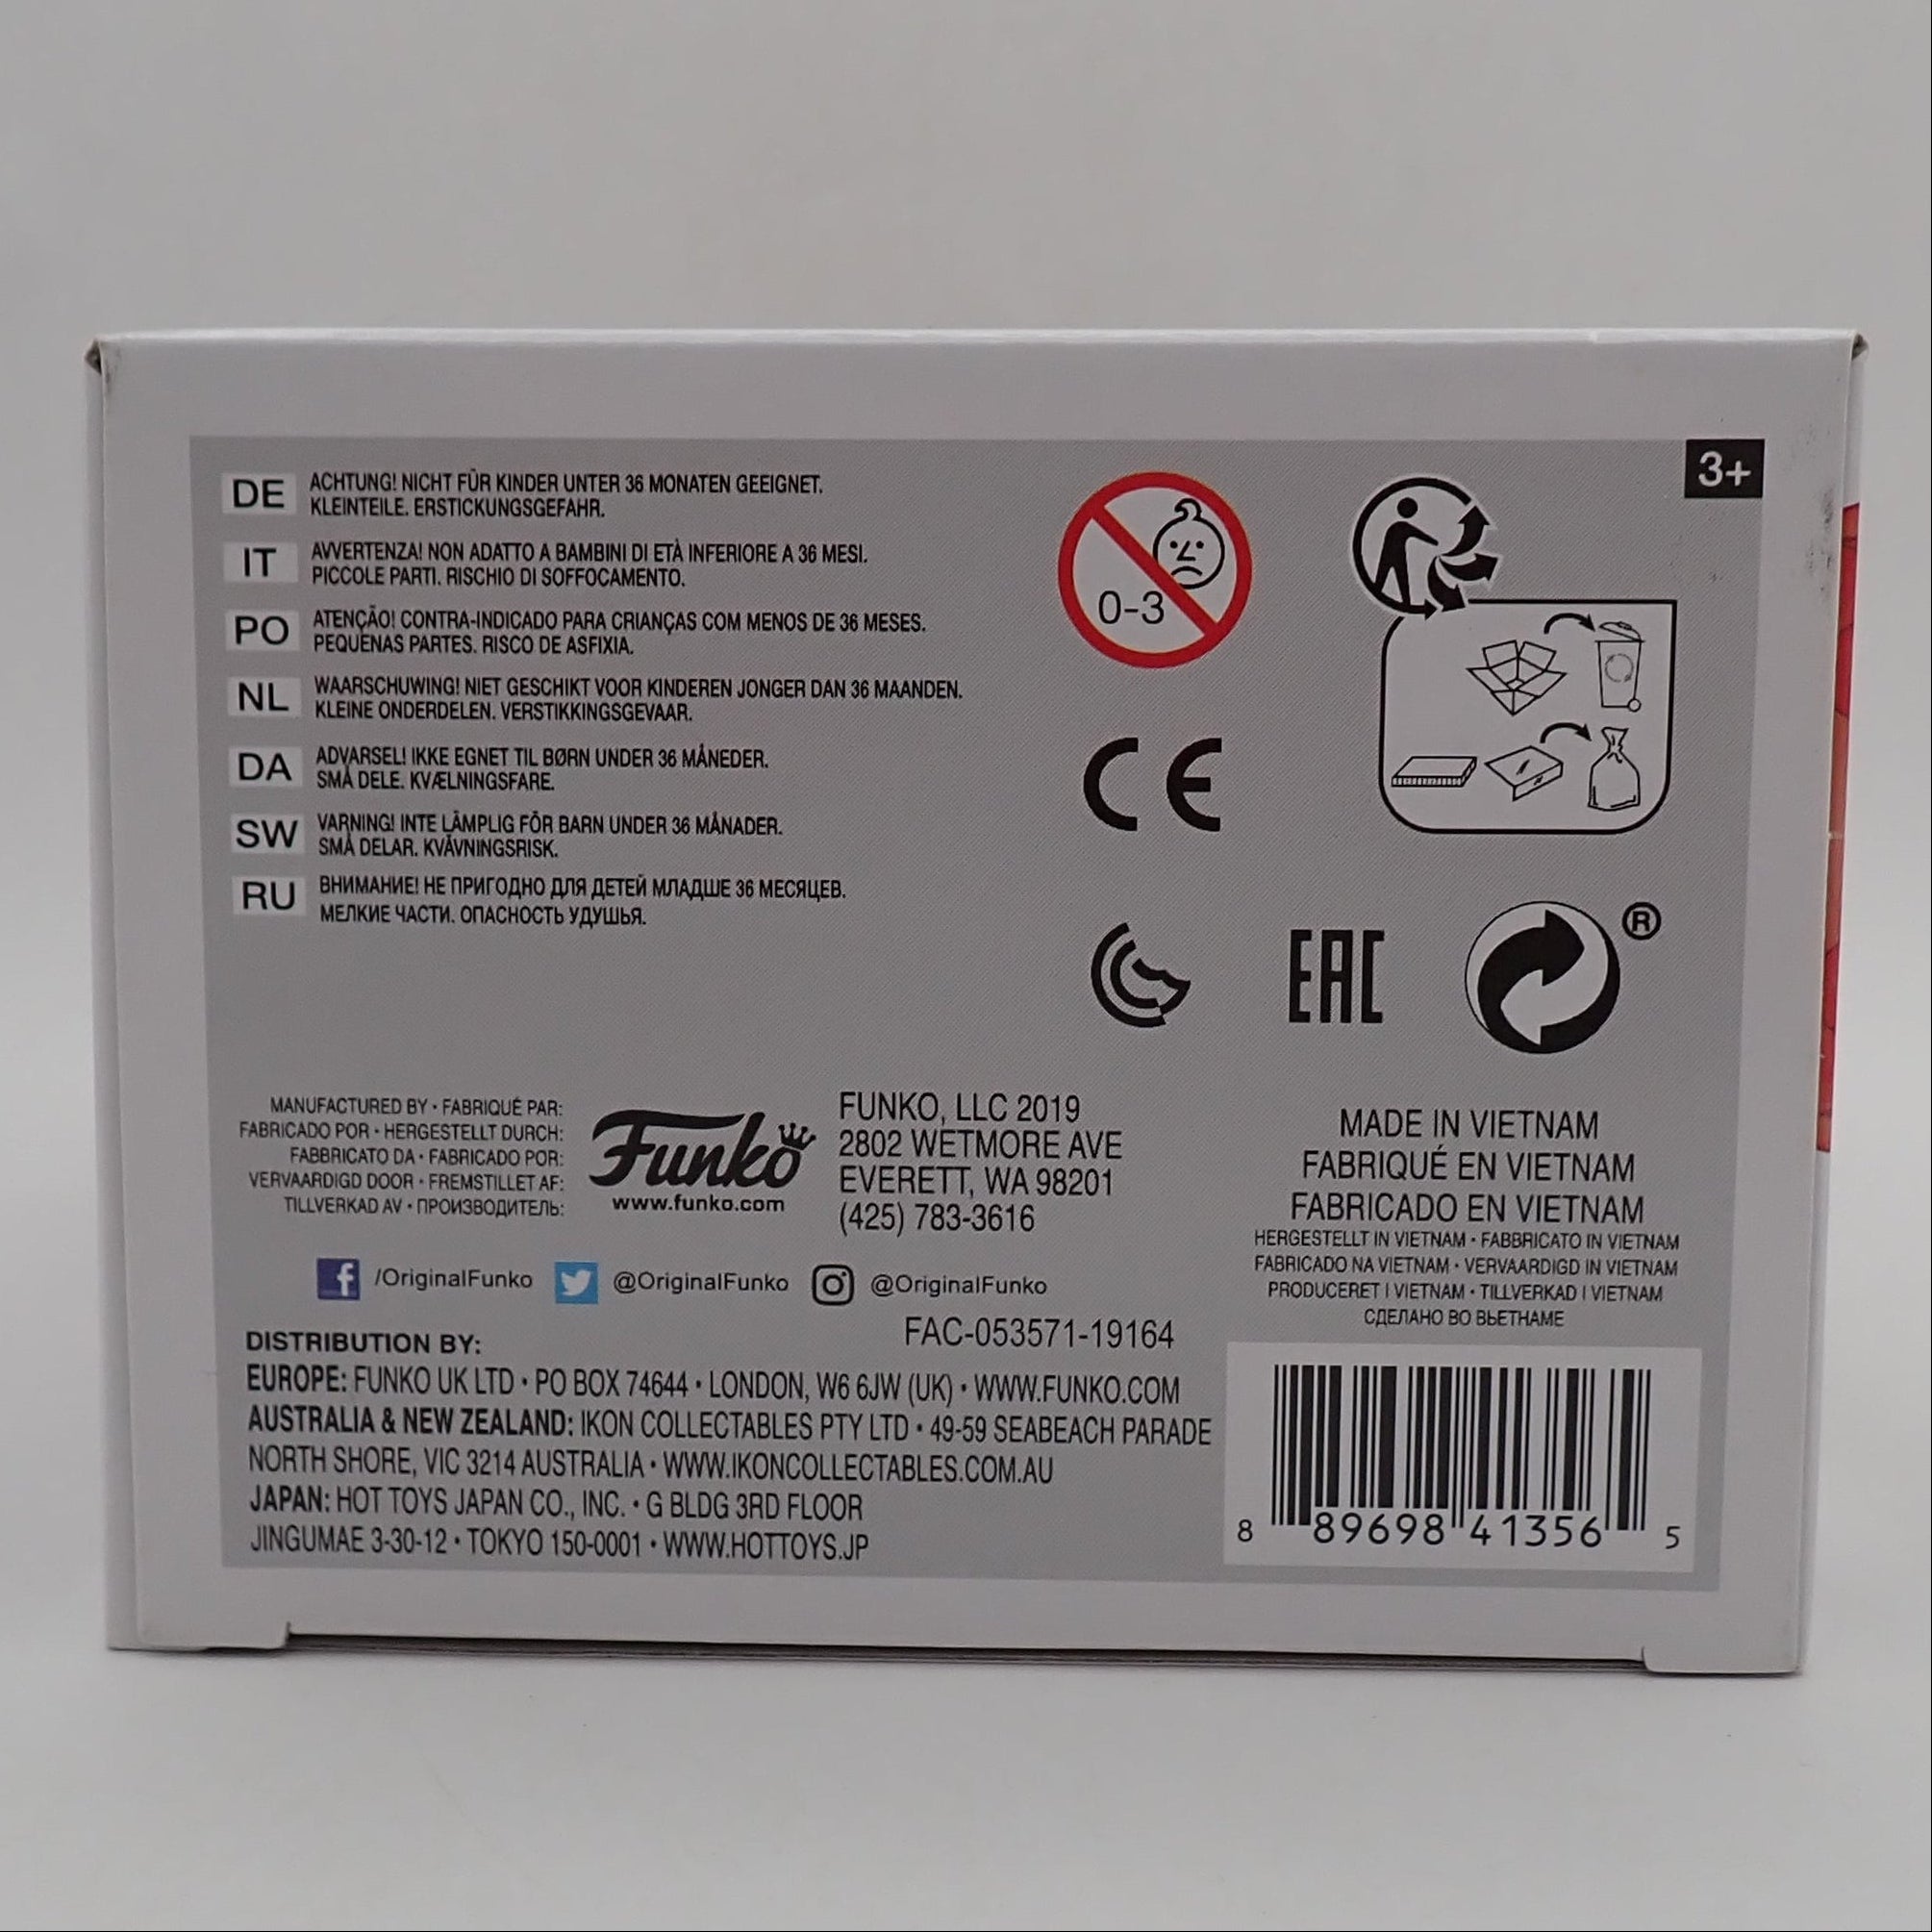 3+
DE ACHTUNG! NICHT FÜR KINDER UNTER 36 MONATEN GEEIGNET.
KLEINTEILE. ERSTICKUNGSGEFAHR.
IT AVVERTENZA! NON ADATTO A BAMBINI DI ETÀ INFERIORE A 36 MESI.
PICCOLE PARTI. RISCHIO DI SOFFOCAMENTO.
PO ATENÇÃO! CONTRA-INDICADO PARA CRIANÇAS COM MENOS DE 36 MESES.
PEQUENAS PARTES. RISCO DE ASFIXIA.
NL WAARSCHUWING! NIET GESCHIKT VOOR KINDEREN JONGER DAN 36 MAANDEN.
KLEINE ONDERDELEN. VERSTIKKINGSGEVAAR.
DA ADVARSEL! IKKE EGNET TIL BØRN UNDER 36 MÅNEDER.
SMÅ DELE. KVÆLNINGSFARE.
SW VARNING! INTE LÄMPLIG FÖR BARN UNDER 36 MÅNADER.
SMÅ DELAR. KVÄVNINGSRISK.
RU ВНИМАНИЕ! НЕ ПРИГОДНО ДЛЯ ДЕТЕЙ МЛАДШЕ 36 МЕСЯЦЕВ.
МЕЛКИЕ ЧАСТИ. ОПАСНОСТЬ УДУШЬЯ.
0-3
CE
EAC
®
MANUFACTURED BY • FABRIQUÉ PAR:
FABRICADO POR • HERGESTELLT DURCH:
FABBRICATO DA • FABRICADO POR:
VERVAARDIGD DOOR • FREMSTILLET AF:
TILLVERKAD AV • ПРОИЗВОДИТЕЛЬ:
Funko
www.funko.com
FUNKO, LLC 2019
2802 WETMORE AVE
EVERETT, WA 98201
(425) 783-3616
MADE IN VIETNAM
FABRIQUÉ EN VIETNAM
FABRICADO EN VIETNAM
HERGESTELLT IN VIETNAM • FABBRICATO IN VIETNAM
FABRICADO NA VIETNAM • VERVAARDIGD IN VIETNAM
PRODUCERET I VIETNAM • TILLVERKAD I VIETNAM
СДЕЛАНО ВО ВЬЕТНАМЕ
f /OriginalFunko @OriginalFunko @OriginalFunko
FAC-053571-19164
DISTRIBUTION BY:
EUROPE: FUNKO UK LTD • PO BOX 74644 • LONDON, W6 6JW (UK) • WWW.FUNKO.COM
AUSTRALIA & NEW ZEALAND: IKON COLLECTABLES PTY LTD • 49-59 SEABEACH PARADE
NORTH SHORE, VIC 3214 AUSTRALIA • WWW.IKONCOLLECTABLES.COM.AU
JAPAN: HOT TOYS JAPAN CO., INC. • G BLDG 3RD FLOOR
JINGUMAE 3-30-12 • TOKYO 150-0001 • WWW.HOTTOYS.JP
8 89698 41356 5